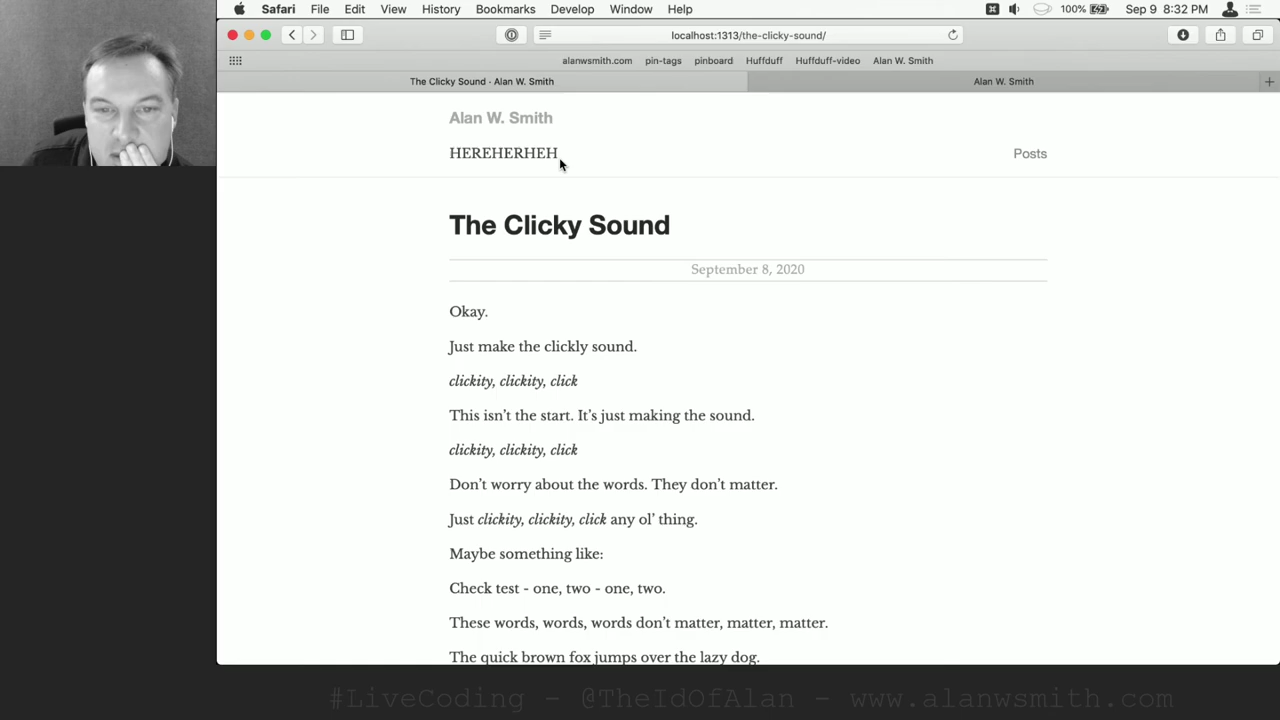 Safari File Edit View History Bookmarks Develop Window Help 100% Sep 9 8:32 PM
localhost:1313/the-clicky-sound/
alanwsmith.com pin-tags pinboard Huffduff Huffduff-video Alan W. Smith
The Clicky Sound · Alan W. Smith Alan W. Smith
Alan W. Smith
HEREHERHEH Posts
The Clicky Sound
September 8, 2020
Okay.
Just make the clickly sound.
clickity, clickity, click
This isn’t the start. It’s just making the sound.
clickity, clickity, click
Don’t worry about the words. They don’t matter.
Just clickity, clickity, click any ol’ thing.
Maybe something like:
Check test - one, two - one, two.
These words, words, words don’t matter, matter, matter.
The quick brown fox jumps over the lazy dog.
#LiveCoding - @TheIdOfAlan - www.alanwsmith.com